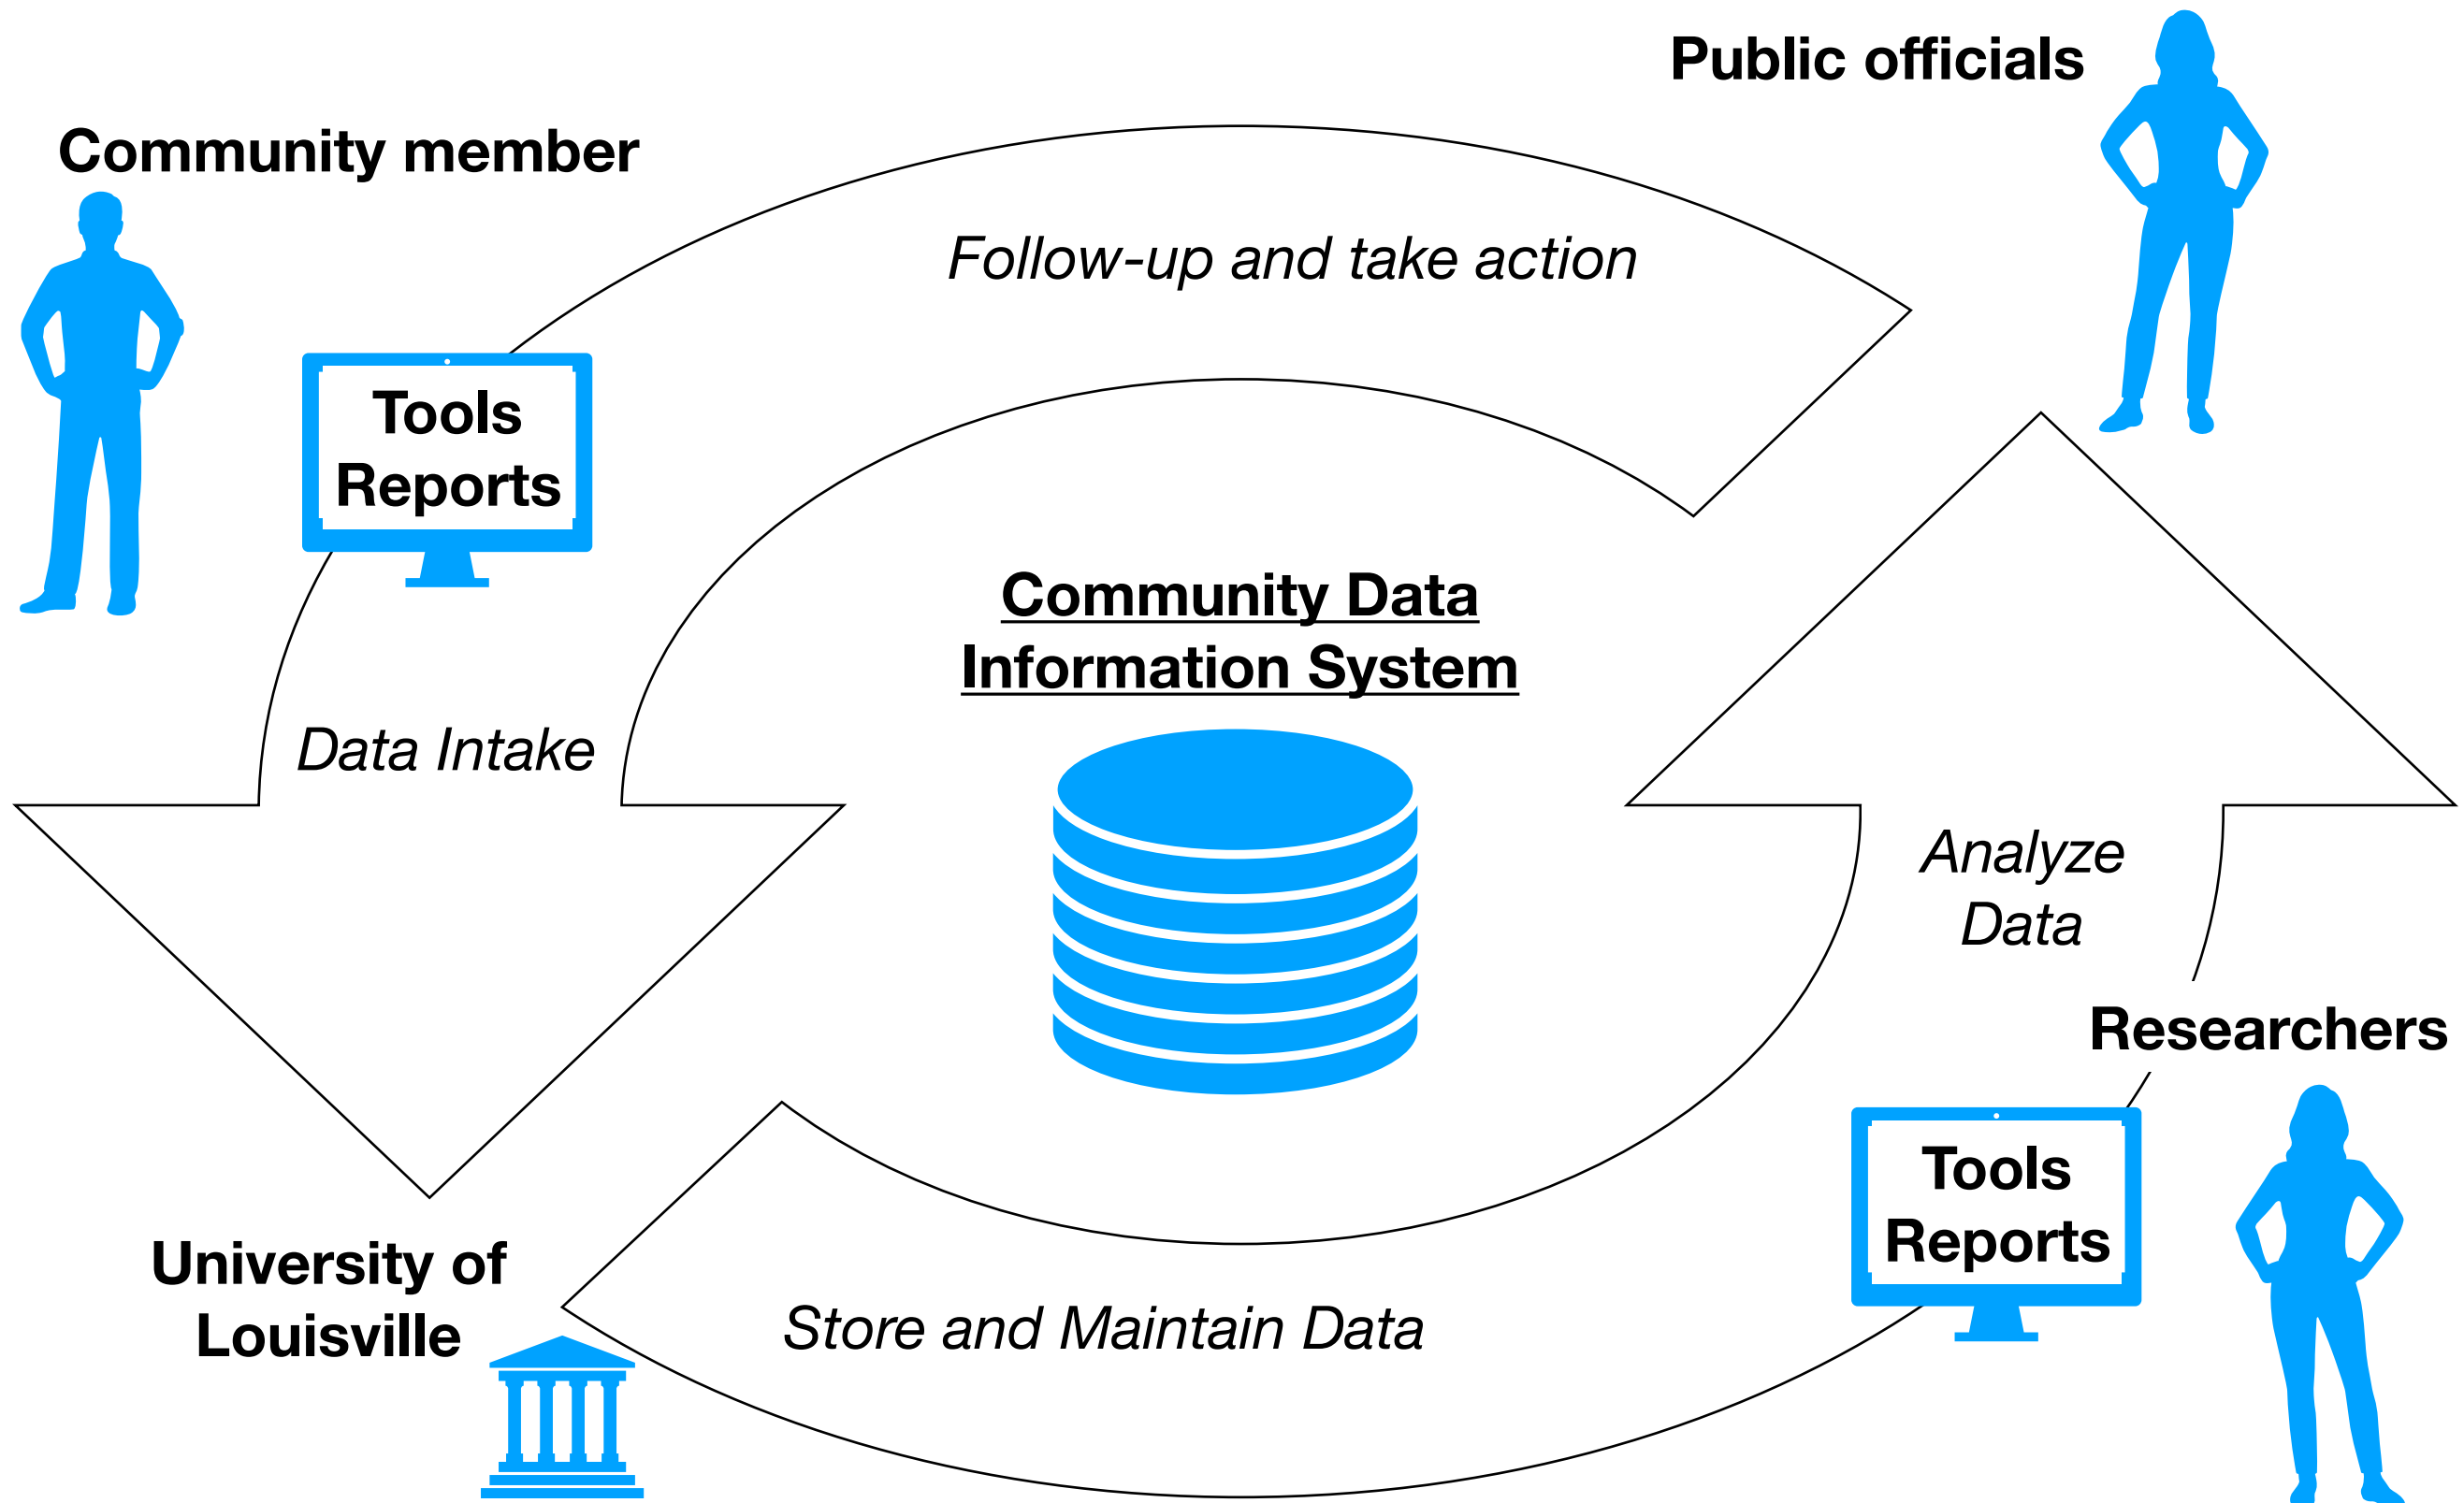 Public officials
Community member
Follow-up and take action
Tools
Reports
Community Data
Information System
Data Intake
Analyze
Data
Researchers
Tools
Reports
University of
Louisville
Store and Maintain Data